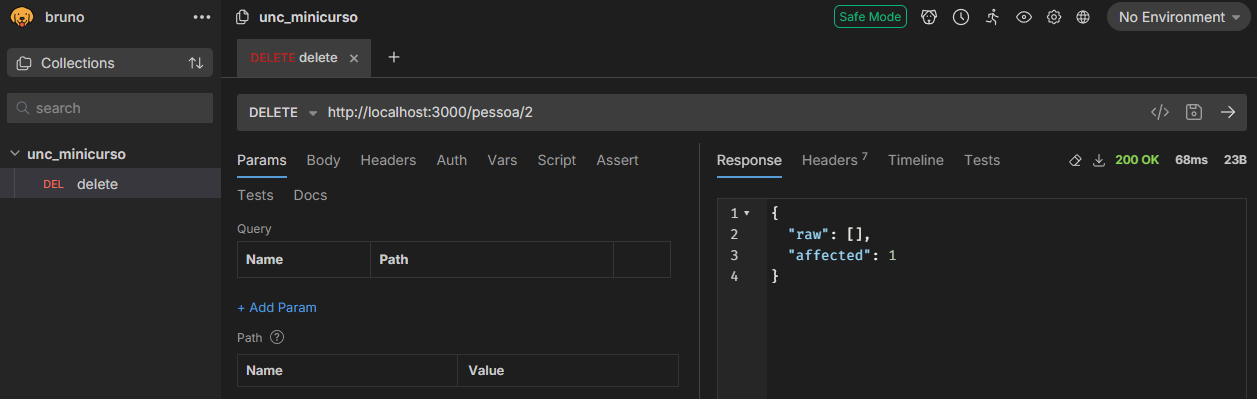 bruno
unc_minicurso
Safe Mode
No Environment
Collections
DELETE delete
search
DELETE http://localhost:3000/pessoa/2
unc_minicurso
DEL delete
Params Body Headers Auth Vars Script Assert
Tests Docs
Query
Name Path
+ Add Param
Path ?
Name Value
Response Headers 7 Timeline Tests 200 OK 68ms 23B
1 {
2 "raw": [],
3 "affected": 1
4 }